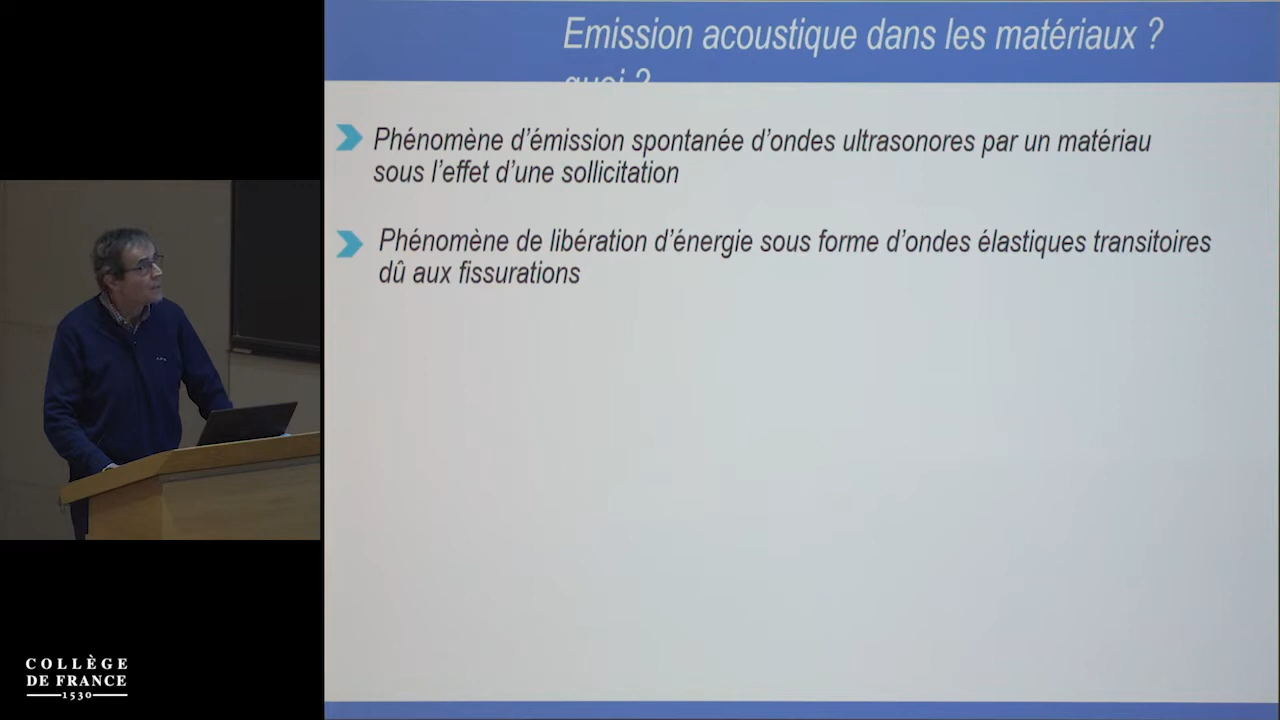 Emission acoustique dans les matériaux ?
quoi ?
Phénomène d’émission spontanée d’ondes ultrasonores par un matériau
sous l’effet d’une sollicitation
Phénomène de libération d’énergie sous forme d’ondes élastiques transitoires
dû aux fissurations
COLLÈGE
DE FRANCE
1530